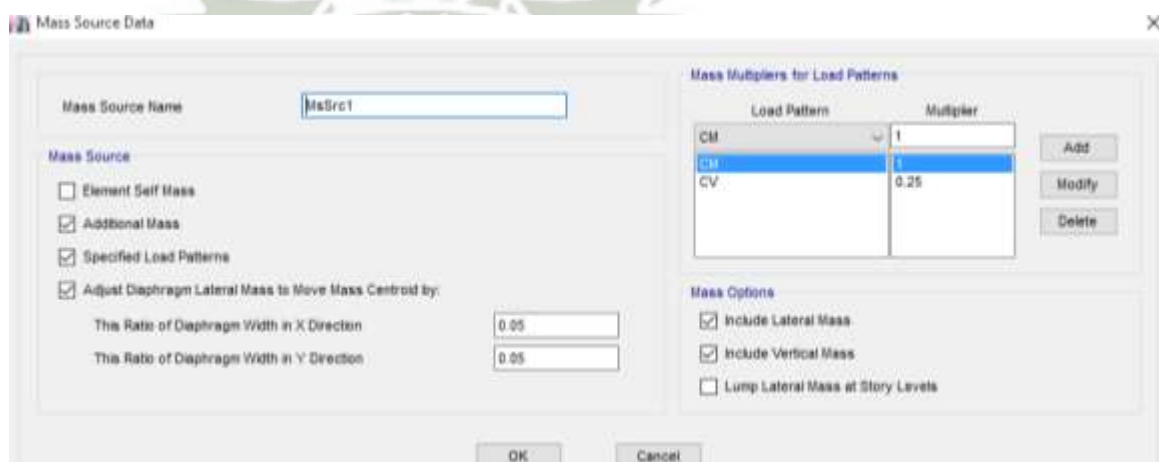 Mass Source Data
Mass Source Name
MsSrc1
Mass Source
Element Self Mass
Additional Mass
Specified Load Patterns
Adjust Diaphragm Lateral Mass to Move Mass Centroid by:
This Ratio of Diaphragm Width in X Direction
0.05
This Ratio of Diaphragm Width in Y Direction
0.05
Mass Multipliers for Load Patterns
Load Pattern Multiplier
CM 1
CM 1
CV 0.25
Add
Modify
Delete
Mass Options
Include Lateral Mass
Include Vertical Mass
Lump Lateral Mass at Story Levels
OK Cancel